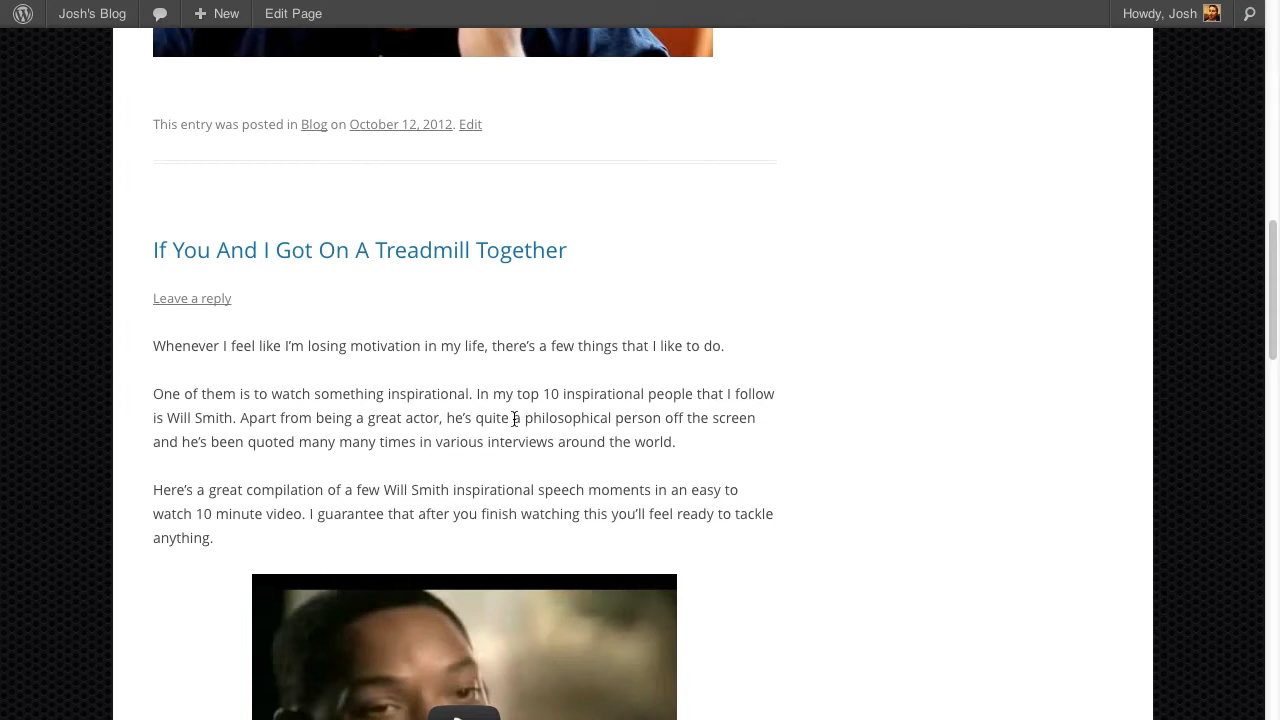 Josh's Blog New Edit Page Howdy, Josh
This entry was posted in Blog on October 12, 2012. Edit
If You And I Got On A Treadmill Together
Leave a reply
Whenever I feel like I'm losing motivation in my life, there's a few things that I like to do.
One of them is to watch something inspirational. In my top 10 inspirational people that I follow
is Will Smith. Apart from being a great actor, he's quite a philosophical person off the screen
and he's been quoted many many times in various interviews around the world.
Here's a great compilation of a few Will Smith inspirational speech moments in an easy to
watch 10 minute video. I guarantee that after you finish watching this you'll feel ready to tackle
anything.